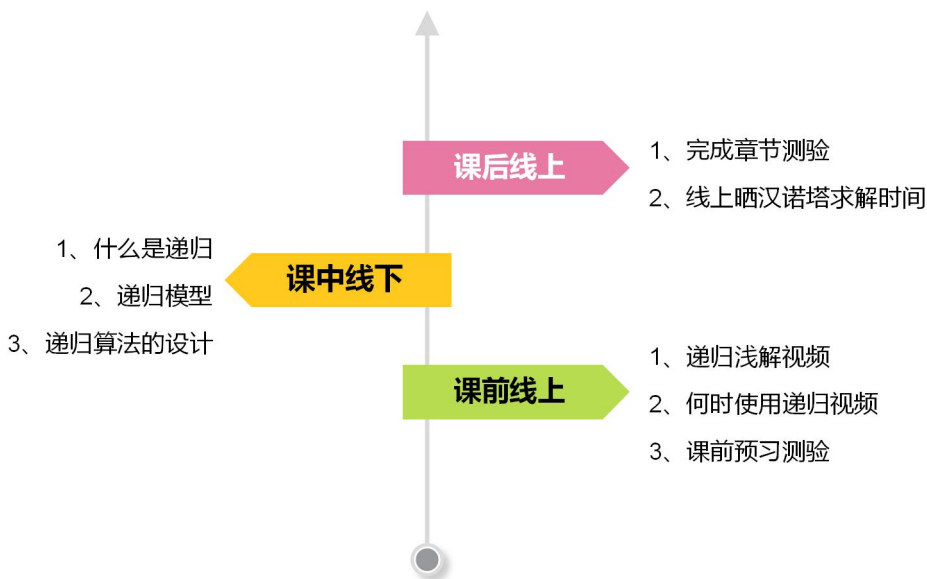 课后线上
1、完成章节测验
2、线上晒汉诺塔求解时间
课中线下
1、什么是递归
2、递归模型
3、递归算法的设计
课前线上
1、递归浅解视频
2、何时使用递归视频
3、课前预习测验